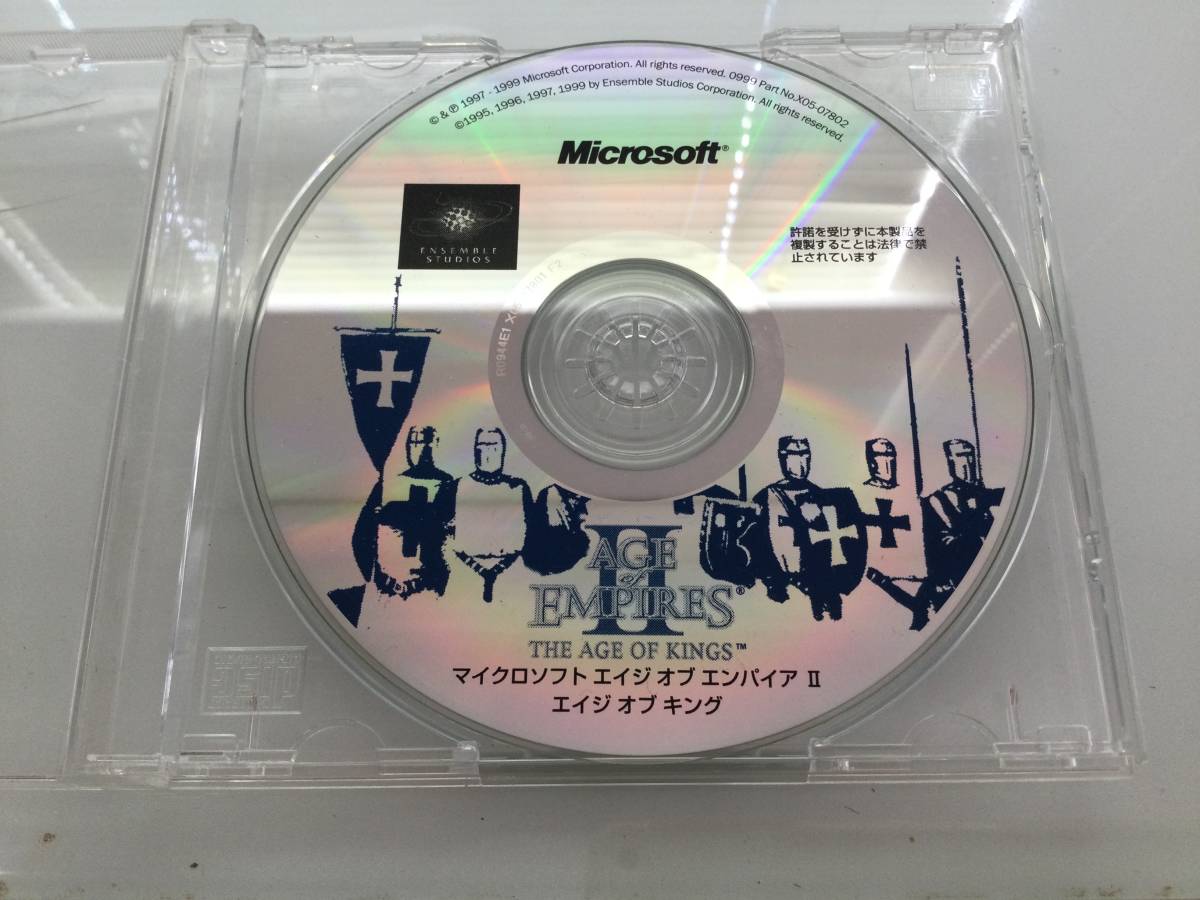 © & ℗ 1997 - 1999 Microsoft Corporation. All rights reserved. 0999 Part No.X05-07802
©1995, 1996, 1997, 1999 by Ensemble Studios Corporation. All rights reserved.
Microsoft®
ENSEMBLE
STUDIOS
許諾を受けずに本製品を
複製することは法律で禁
止されています
R0944E1
F2
II
AGE
of
EMPIRES®
THE AGE OF KINGS™
マイクロソフト エイジ オブ エンパイア II
エイジ オブ キング